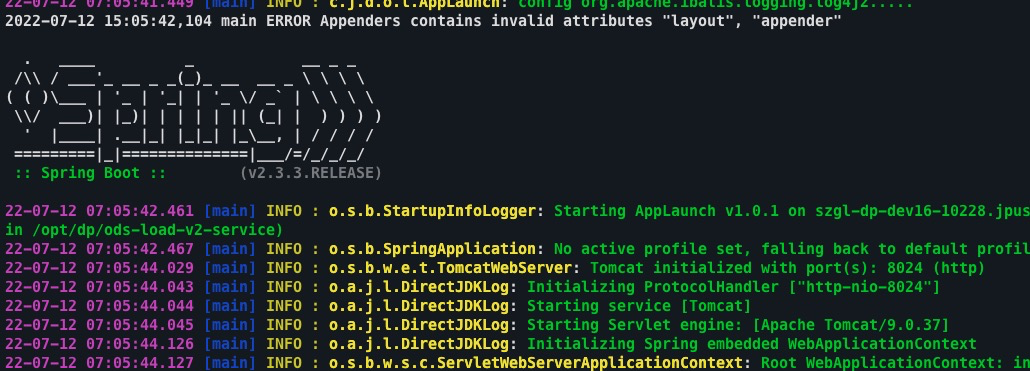 22-07-12 07:05:41.449 [main] INFO : c.j.d.o.l.AppLaunch: config org.apache.ibatis.logging.log4j2.....
2022-07-12 15:05:42,104 main ERROR Appenders contains invalid attributes "layout", "appender"
  .   ____          _            __ _ _
 /\\ / ___'_ __ _ _(_)_ __  __ _ \ \ \ \
( ( )\___ | '_ | '_| | '_ \/ _` | \ \ \ \
 \\/  ___)| |_)| | | | | || (_| |  ) ) ) )
  '  |____| .__|_| |_|_| |_\__, | / / / /
 =========|_|==============|___/=/_/_/_/
 :: Spring Boot ::        (v2.3.3.RELEASE)
22-07-12 07:05:42.461 [main] INFO : o.s.b.StartupInfoLogger: Starting AppLaunch v1.0.1 on szgl-dp-dev16-10228.jpus
in /opt/dp/ods-load-v2-service)
22-07-12 07:05:42.467 [main] INFO : o.s.b.SpringApplication: No active profile set, falling back to default profil
22-07-12 07:05:44.029 [main] INFO : o.s.b.w.e.t.TomcatWebServer: Tomcat initialized with port(s): 8024 (http)
22-07-12 07:05:44.043 [main] INFO : o.a.j.l.DirectJDKLog: Initializing ProtocolHandler ["http-nio-8024"]
22-07-12 07:05:44.044 [main] INFO : o.a.j.l.DirectJDKLog: Starting service [Tomcat]
22-07-12 07:05:44.045 [main] INFO : o.a.j.l.DirectJDKLog: Starting Servlet engine: [Apache Tomcat/9.0.37]
22-07-12 07:05:44.126 [main] INFO : o.a.j.l.DirectJDKLog: Initializing Spring embedded WebApplicationContext
22-07-12 07:05:44.127 [main] INFO : o.s.b.w.s.c.ServletWebServerApplicationContext: Root WebApplicationContext: in